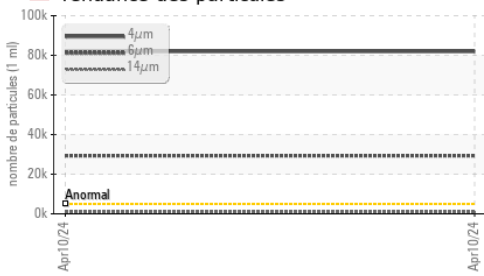 Tendance des particules
100k
4μm
6μm
14μm
80k
60k
40k
20k
0k
nombre de particules (1 ml)
Anormal
Apr10/24
Apr10/24